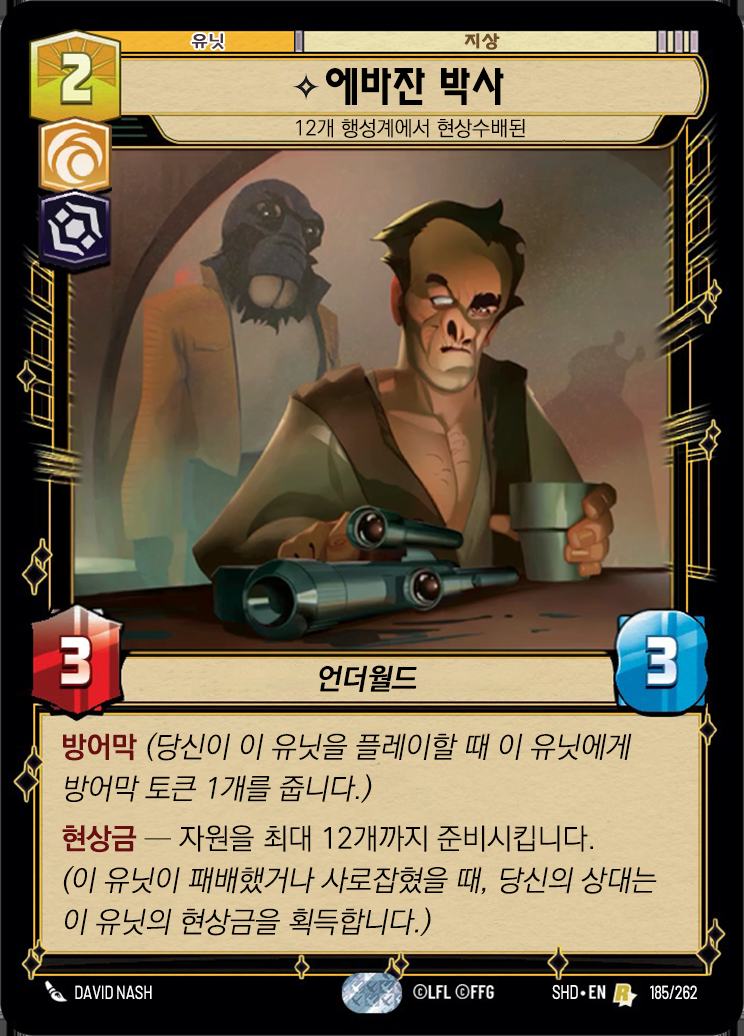 유닛
지상
2
✧에바잔 박사
12개 행성계에서 현상수배된
3
언더월드
3
방어막 (당신이 이 유닛을 플레이할 때 이 유닛에게
방어막 토큰 1개를 줍니다.)
현상금 — 자원을 최대 12개까지 준비시킵니다.
(이 유닛이 패배했거나 사로잡혔을 때, 당신의 상대는
이 유닛의 현상금을 획득합니다.)
DAVID NASH
©LFL ©FFG
SHD•EN R 185/262